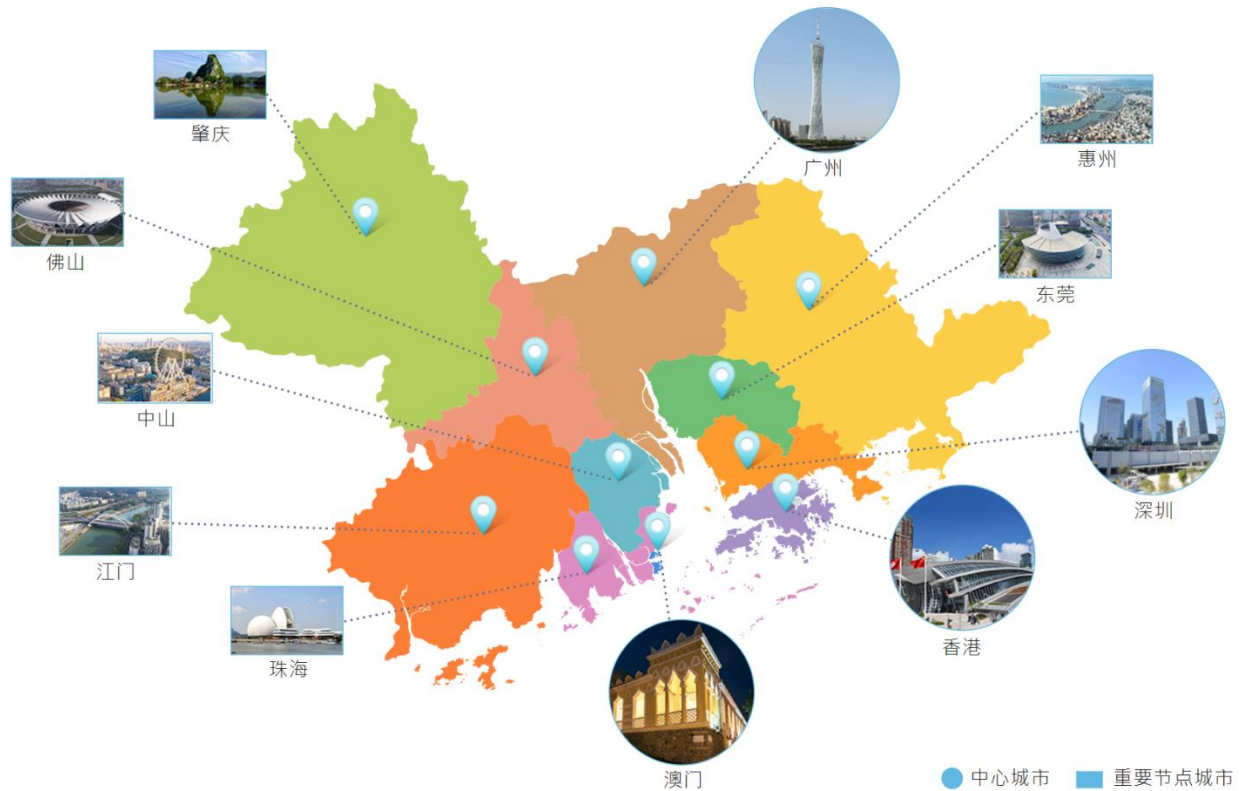 肇庆
广州
惠州
佛山
东莞
中山
深圳
江门
香港
珠海
澳门
中心城市
重要节点城市